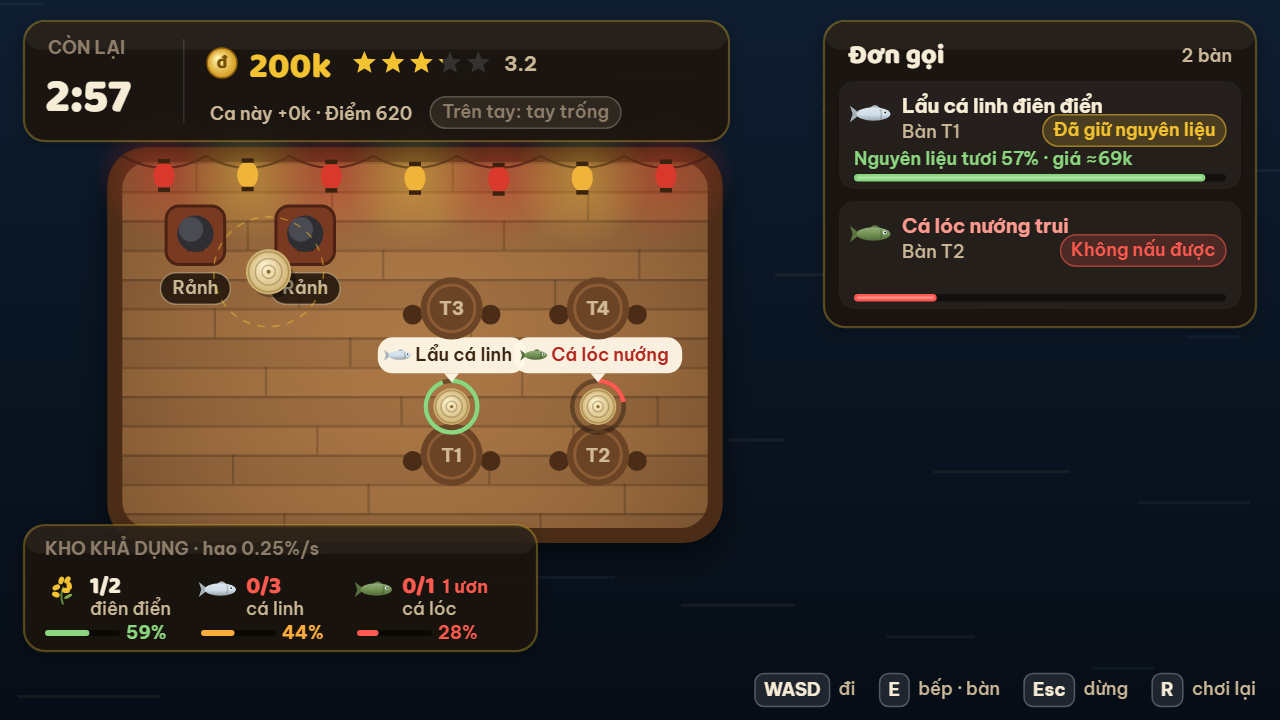 CÒN LẠI
2:57
đ
200k
3.2
Ca này +0k · Điểm 620
Trên tay: tay trống
Đơn gọi
2 bàn
Lẩu cá linh điên điển
Bàn T1
Đã giữ nguyên liệu
Nguyên liệu tươi 57% · giá ≈69k
Cá lóc nướng trui
Bàn T2
Không nấu được
Rảnh
Rảnh
T3
T4
Lẩu cá linh
Cá lóc nướng
T1
T2
KHO KHẢ DỤNG · hao 0.25%/s
1/2
điên điển
59%
0/3
cá linh
44%
0/1 1 ươn
cá lóc
28%
WASD đi
E bếp · bàn
Esc dừng
R chơi lại